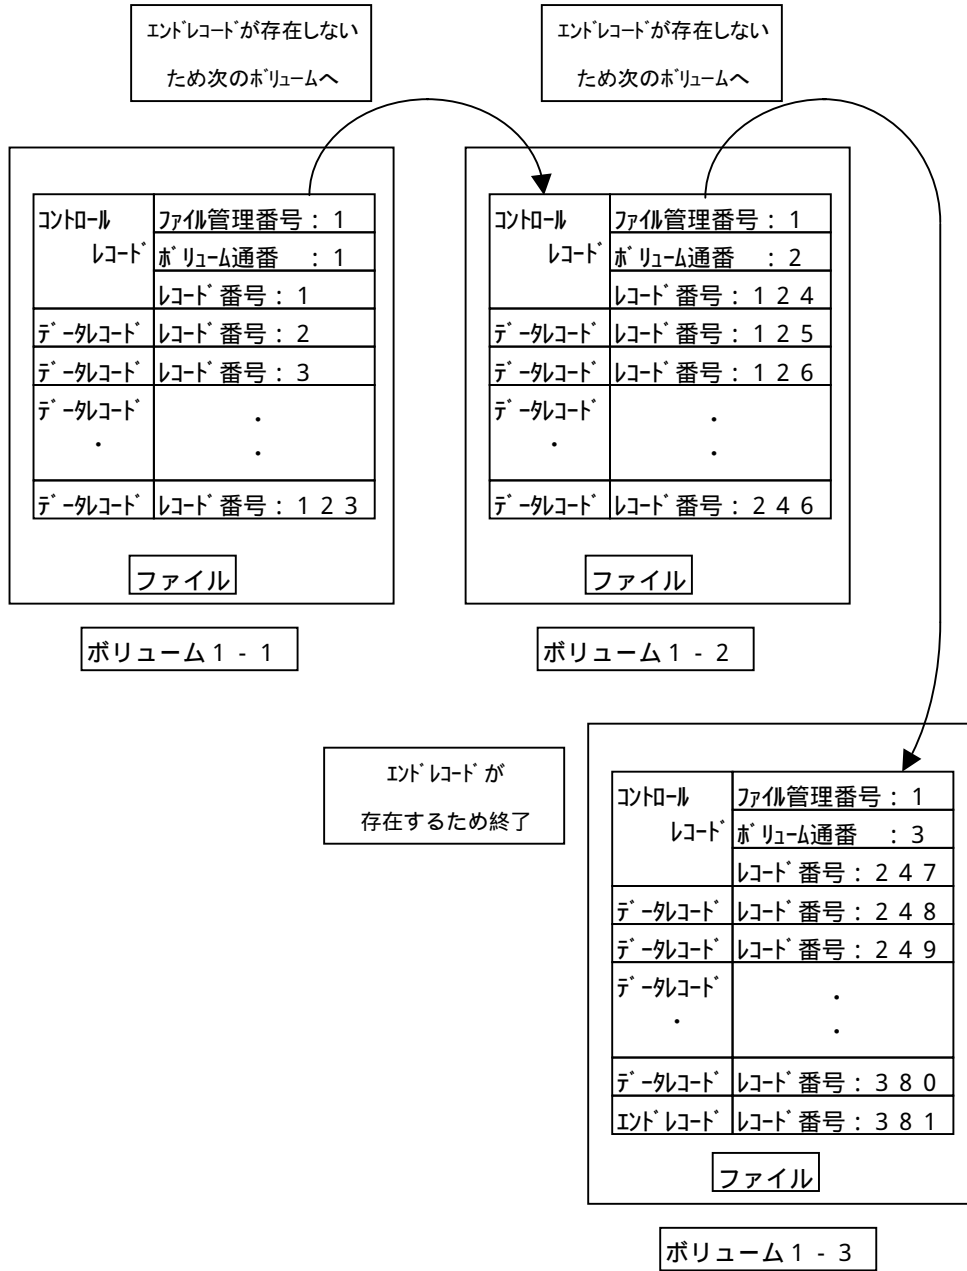 ｴﾝﾄﾞﾚｺｰﾄﾞが存在しない
ため次のﾎﾞﾘｭｰﾑへ
ｴﾝﾄﾞﾚｺｰﾄﾞが存在しない
ため次のﾎﾞﾘｭｰﾑへ
ｺﾝﾄﾛｰﾙ ﾌｧｲﾙ管理番号：１
ﾚｺｰﾄﾞ ﾎﾞﾘｭｰﾑ通番　：１
ﾚｺｰﾄﾞ番号：１
ﾃﾞｰﾀﾚｺｰﾄﾞ ﾚｺｰﾄﾞ番号：２
ﾃﾞｰﾀﾚｺｰﾄﾞ ﾚｺｰﾄﾞ番号：３
ﾃﾞｰﾀﾚｺｰﾄﾞ ・
・ ・
ﾃﾞｰﾀﾚｺｰﾄﾞ ﾚｺｰﾄﾞ番号：１２３
ファイル
ボリューム１-１
ｺﾝﾄﾛｰﾙ ﾌｧｲﾙ管理番号：１
ﾚｺｰﾄﾞ ﾎﾞﾘｭｰﾑ通番　：２
ﾚｺｰﾄﾞ番号：１２４
ﾃﾞｰﾀﾚｺｰﾄﾞ ﾚｺｰﾄﾞ番号：１２５
ﾃﾞｰﾀﾚｺｰﾄﾞ ﾚｺｰﾄﾞ番号：１２６
ﾃﾞｰﾀﾚｺｰﾄﾞ ・
・ ・
ﾃﾞｰﾀﾚｺｰﾄﾞ ﾚｺｰﾄﾞ番号：２４６
ファイル
ボリューム１-２
ｴﾝﾄﾞﾚｺｰﾄﾞが
存在するため終了
ｺﾝﾄﾛｰﾙ ﾌｧｲﾙ管理番号：１
ﾚｺｰﾄﾞ ﾎﾞﾘｭｰﾑ通番　：３
ﾚｺｰﾄﾞ番号：２４７
ﾃﾞｰﾀﾚｺｰﾄﾞ ﾚｺｰﾄﾞ番号：２４８
ﾃﾞｰﾀﾚｺｰﾄﾞ ﾚｺｰﾄﾞ番号：２４９
ﾃﾞｰﾀﾚｺｰﾄﾞ ・
・ ・
ﾃﾞｰﾀﾚｺｰﾄﾞ ﾚｺｰﾄﾞ番号：３８０
ｴﾝﾄﾞﾚｺｰﾄﾞ ﾚｺｰﾄﾞ番号：３８１
ファイル
ボリューム１-３